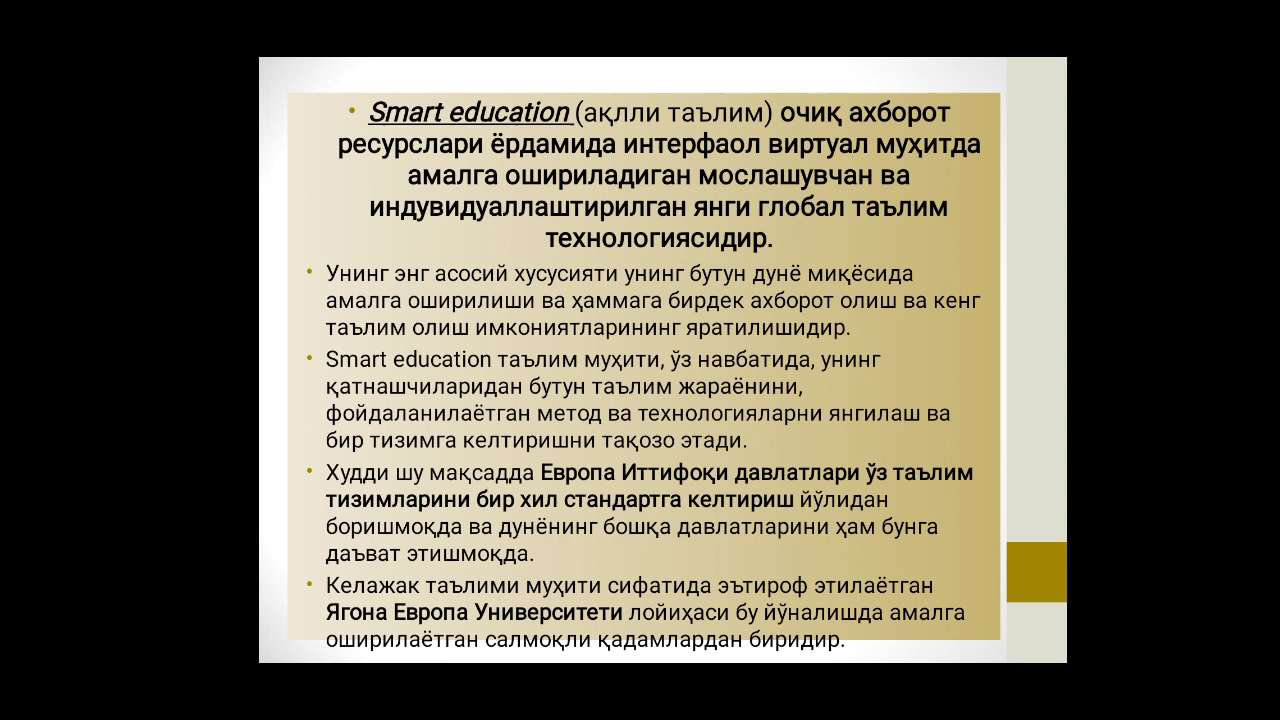 • Smart education (ақлли таълим) очиқ ахборот
ресурслари ёрдамида интерфаол виртуал муҳитда
амалга ошириладиган мослашувчан ва
индувидуаллаштирилган янги глобал таълим
технологиясидир.
• Унинг энг асосий хусусияти унинг бутун дунё миқёсида
амалга оширилиши ва ҳаммага бирдек ахборот олиш ва кенг
таълим олиш имкониятларининг яратилишидир.
• Smart education таълим муҳити, ўз навбатида, унинг
қатнашчиларидан бутун таълим жараёнини,
фойдаланилаётган метод ва технологияларни янгилаш ва
бир тизимга келтиришни тақозо этади.
• Худди шу мақсадда Европа Иттифоқи давлатлари ўз таълим
тизимларини бир хил стандартга келтириш йўлидан
боришмоқда ва дунёнинг бошқа давлатларини ҳам бунга
даъват этишмоқда.
• Келажак таълими муҳити сифатида эътироф этилаётган
Ягона Европа Университети лойиҳаси бу йўналишда амалга
оширилаётган салмоқли қадамлардан биридир.